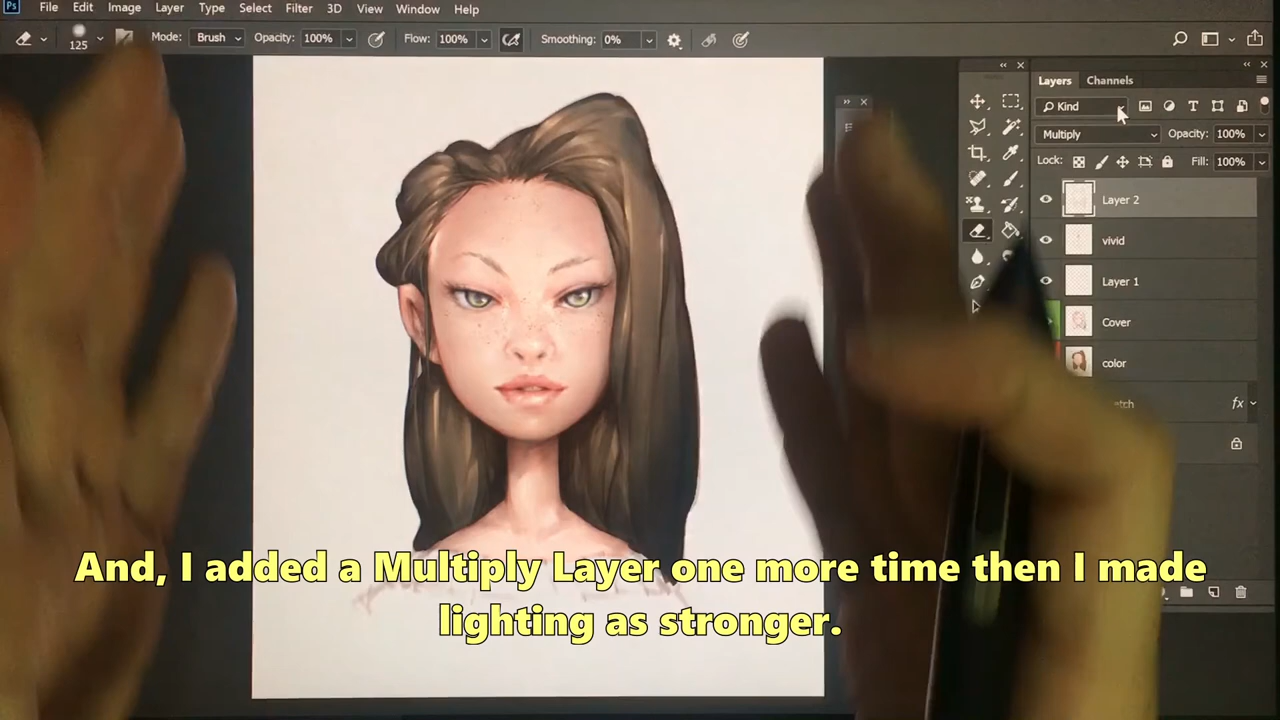 Ps File Edit Image Layer Type Select Filter 3D View Window Help
125 Mode: Brush Opacity: 100% Flow: 100% Smoothing: 0%
Layers Channels
Kind
Multiply Opacity: 100%
Lock: Fill: 100%
Layer 2
vivid
Layer 1
Cover
color
fx
And, I added a Multiply Layer one more time then I made
lighting as stronger.